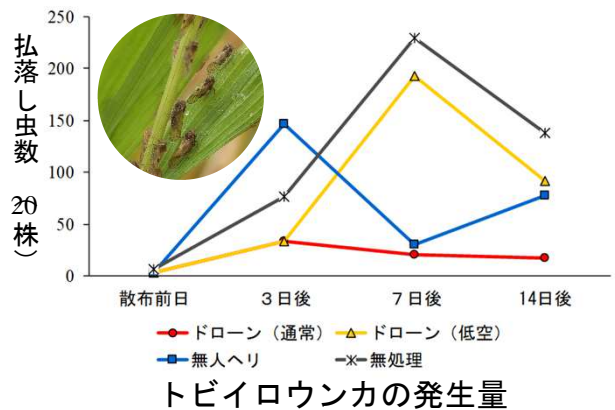 250
200
150
100
50
0
払落し虫数（20株）
散布前日 3日後 7日後 14日後
ドローン（通常） ドローン（低空）
無人ヘリ 無処理
トビイロウンカの発生量